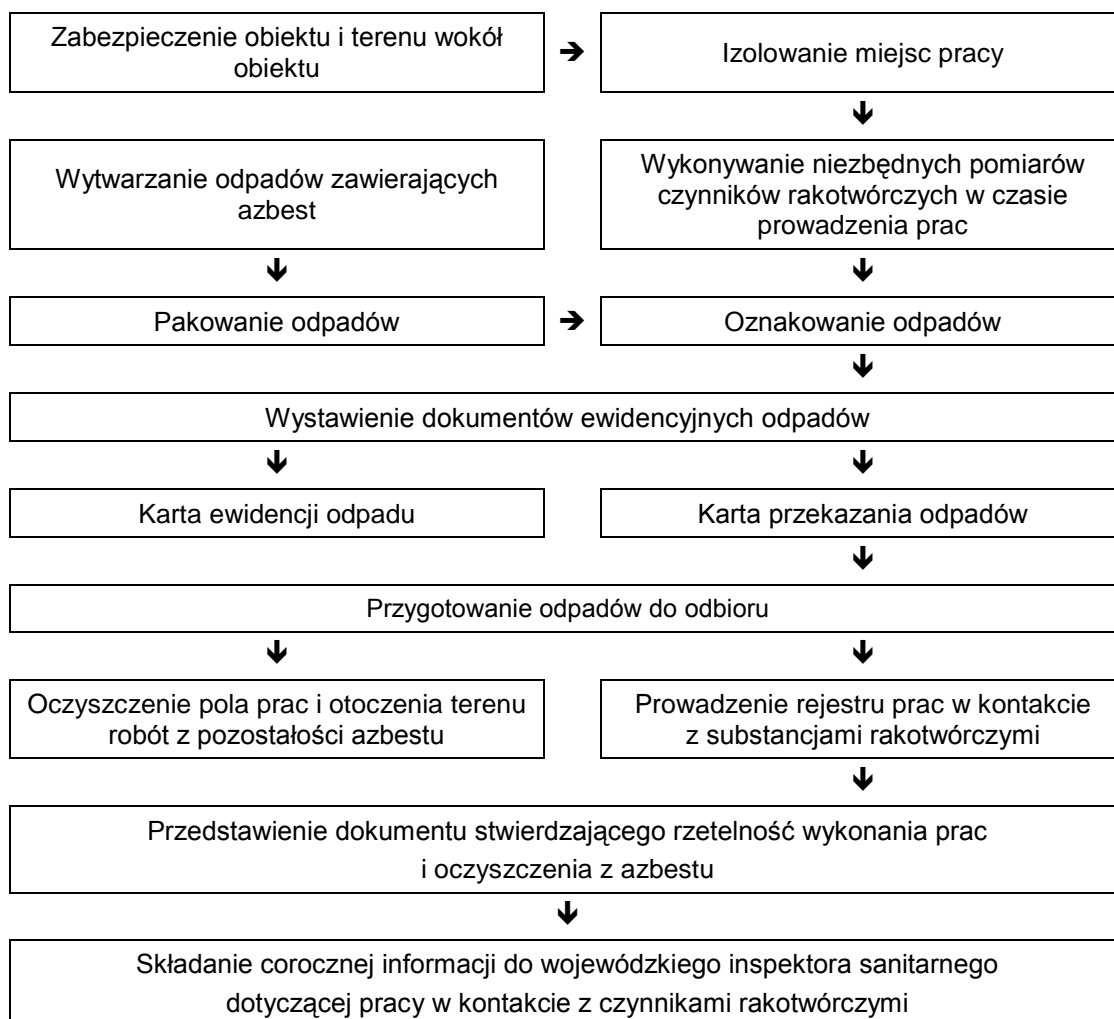 Zabezpieczenie obiektu i terenu wokół
obiektu
Izolowanie miejsc pracy
Wytwarzanie odpadów zawierających
azbest
Wykonywanie niezbędnych pomiarów
czynników rakotwórczych w czasie
prowadzenia prac
Pakowanie odpadów
Oznakowanie odpadów
Wystawienie dokumentów ewidencyjnych odpadów
Karta ewidencji odpadu
Karta przekazania odpadów
Przygotowanie odpadów do odbioru
Oczyszczenie pola prac i otoczenia terenu
robót z pozostałości azbestu
Prowadzenie rejestru prac w kontakcie
z substancjami rakotwórczymi
Przedstawienie dokumentu stwierdzającego rzetelność wykonania prac
i oczyszczenia z azbestu
Składanie corocznej informacji do wojewódzkiego inspektora sanitarnego
dotyczącej pracy w kontakcie z czynnikami rakotwórczymi